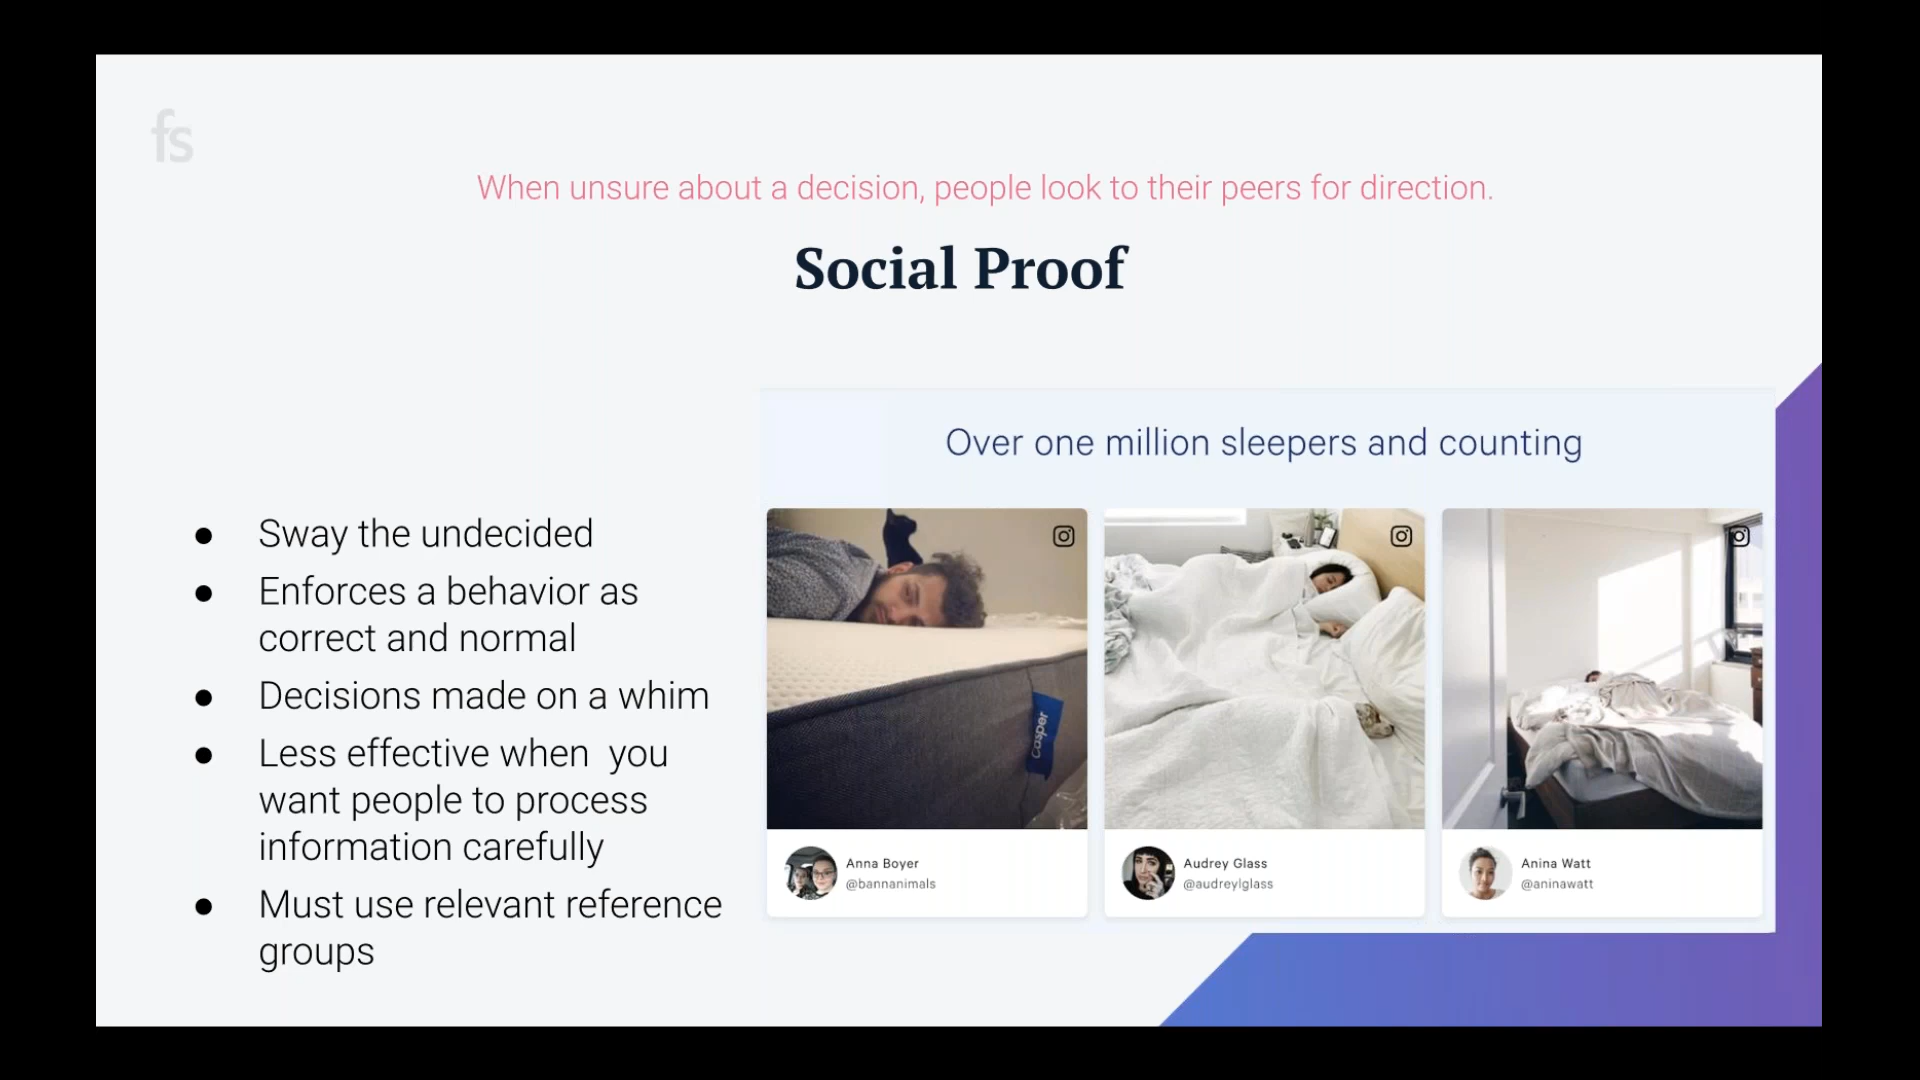 fs
When unsure about a decision, people look to their peers for direction.
Social Proof
● Sway the undecided
● Enforces a behavior as
correct and normal
● Decisions made on a whim
● Less effective when  you
want people to process
information carefully
● Must use relevant reference
groups
Over one million sleepers and counting
Casper
Anna Boyer
@bannanimals
Audrey Glass
@audreylglass
Anina Watt
@aninawatt